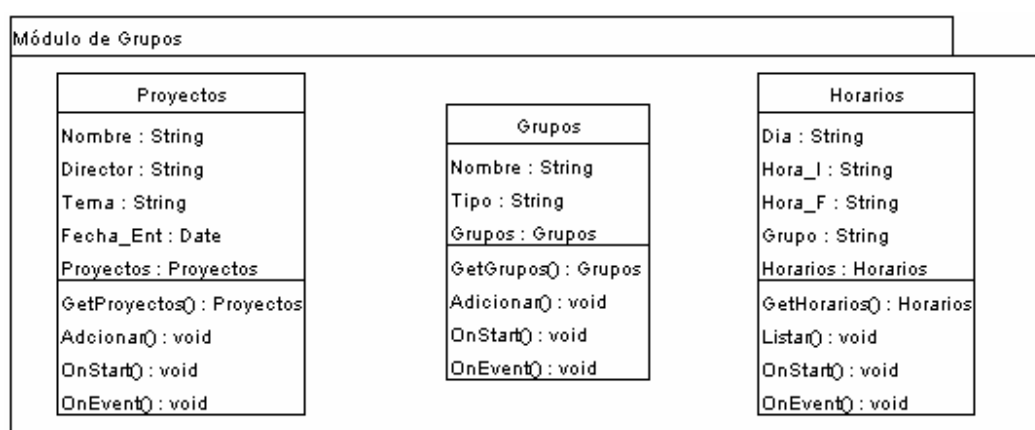 Módulo de Grupos
Proyectos
Nombre : String
Director : String
Tema : String
Fecha_Ent : Date
Proyectos : Proyectos
GetProyectos() : Proyectos
Adcionar() : void
OnStart() : void
OnEvent() : void
Grupos
Nombre : String
Tipo : String
Grupos : Grupos
GetGrupos() : Grupos
Adicionar() : void
OnStart() : void
OnEvent() : void
Horarios
Dia : String
Hora_I : String
Hora_F : String
Grupo : String
Horarios : Horarios
GetHorarios() : Horarios
Listar() : void
OnStart() : void
OnEvent() : void